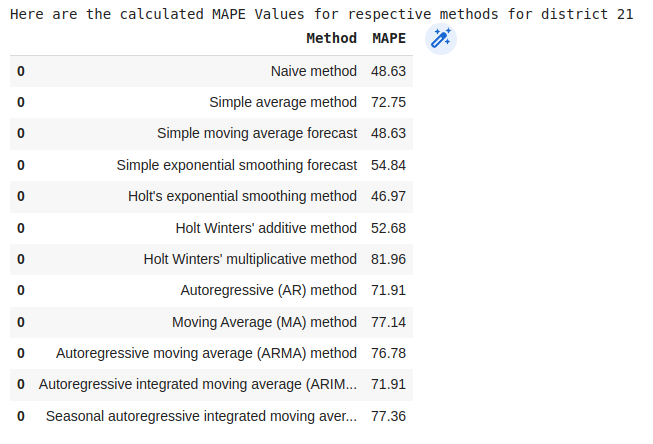 Here are the calculated MAPE Values for respective methods for district 21
Method MAPE
0 Naive method 48.63
0 Simple average method 72.75
0 Simple moving average forecast 48.63
0 Simple exponential smoothing forecast 54.84
0 Holt's exponential smoothing method 46.97
0 Holt Winters' additive method 52.68
0 Holt Winters' multiplicative method 81.96
0 Autoregressive (AR) method 71.91
0 Moving Average (MA) method 77.14
0 Autoregressive moving average (ARMA) method 76.78
0 Autoregressive integrated moving average (ARIM... 71.91
0 Seasonal autoregressive integrated moving aver... 77.36